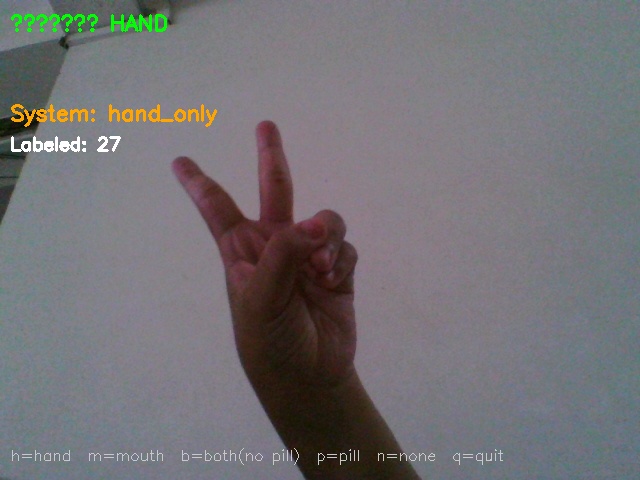 ??????? HAND
System: hand_only
Labeled: 27
h=hand m=mouth b=both(no pill) p=pill n=none q=quit